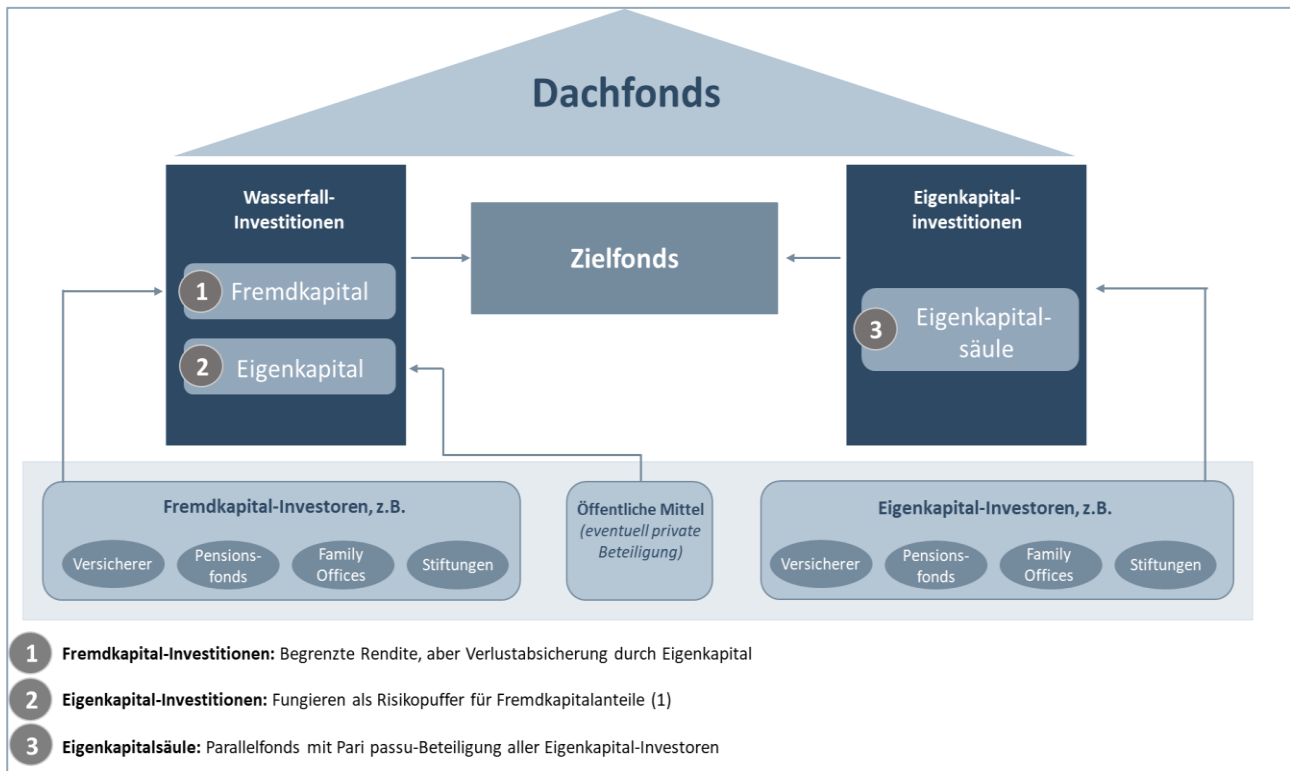 Dachfonds
Wasserfall-
Investitionen
1 Fremdkapital
2 Eigenkapital
Zielfonds
Eigenkapital-
investitionen
3 Eigenkapital-
säule
Fremdkapital-Investoren, z.B.
Versicherer
Pensions-
fonds
Family
Offices
Stiftungen
Öffentliche Mittel
(eventuell private
Beteiligung)
Eigenkapital-Investoren, z.B.
Versicherer
Pensions-
fonds
Family
Offices
Stiftungen
1 Fremdkapital-Investitionen: Begrenzte Rendite, aber Verlustabsicherung durch Eigenkapital
2 Eigenkapital-Investitionen: Fungieren als Risikopuffer für Fremdkapitalanteile (1)
3 Eigenkapitalsäule: Parallelfonds mit Pari passu-Beteiligung aller Eigenkapital-Investoren